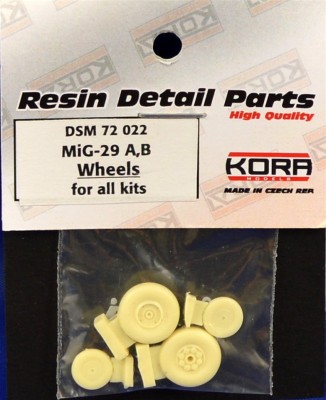 Resin Detail Parts
High Quality
DSM 72 022
MiG-29 A,B
Wheels
for all kits
KORA
MODELS
MADE IN CZECH REP.